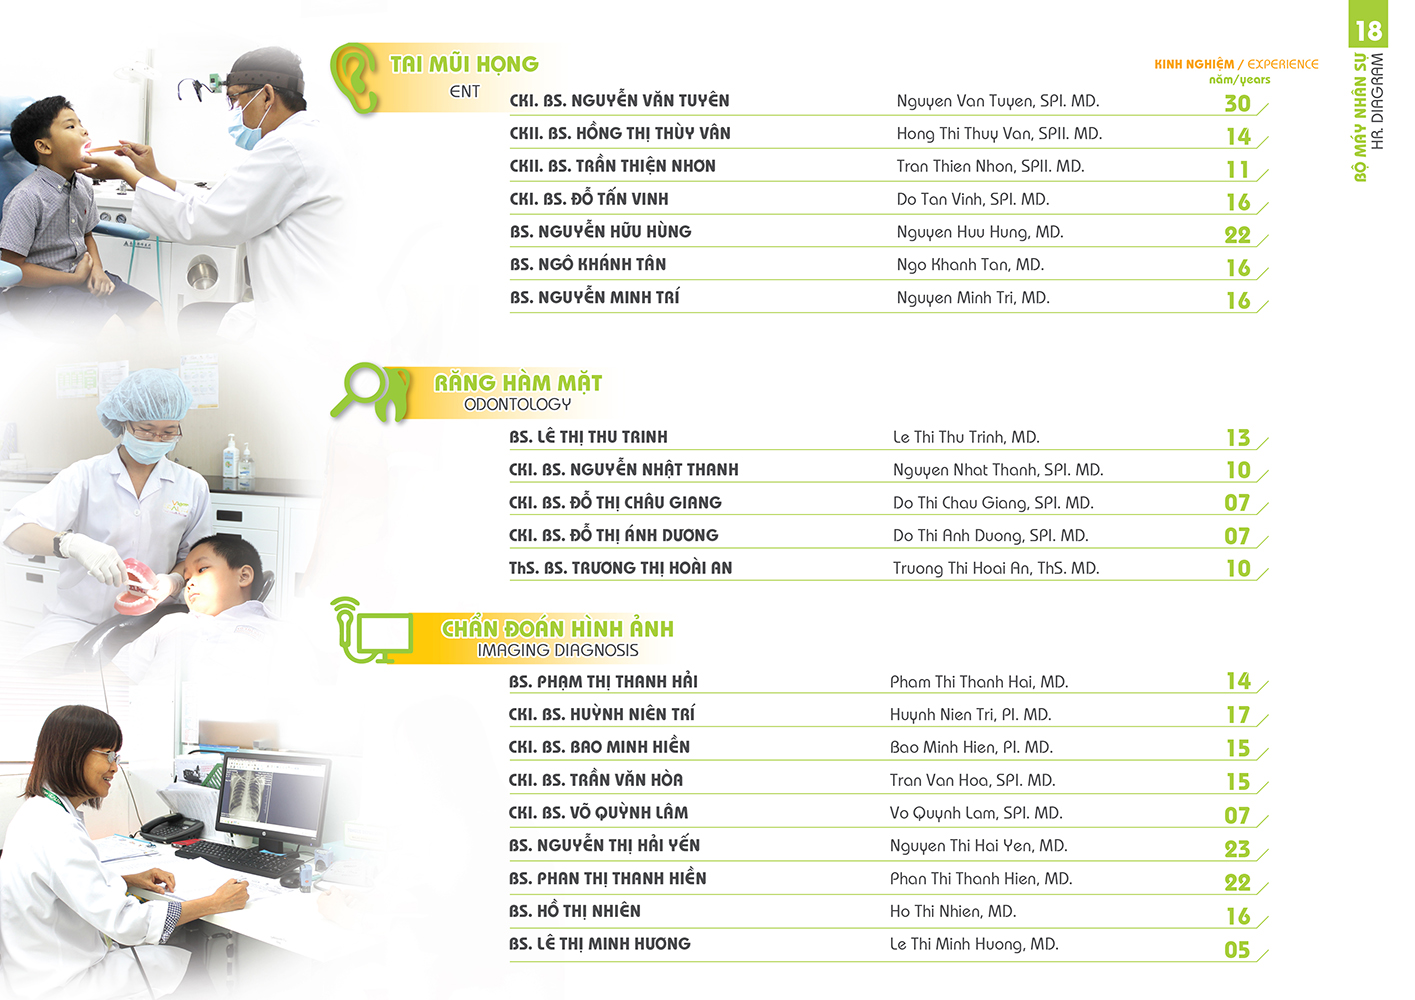 18
BỘ MÁY NHÂN SỰ
HR. DIAGRAM
TAI MŨI HỌNG
ENT
KINH NGHIỆM / EXPERIENCE
năm/years
CKI. BS. NGUYỄN VĂN TUYÊN Nguyen Van Tuyen, SPI. MD. 30
CKII. BS. HỒNG THỊ THÙY VÂN Hong Thi Thuy Van, SPII. MD. 14
CKII. BS. TRẦN THIỆN NHƠN Tran Thien Nhon, SPII. MD. 11
CKI. BS. ĐỖ TẤN VINH Do Tan Vinh, SPI. MD. 16
BS. NGUYỄN HỮU HÙNG Nguyen Huu Hung, MD. 22
BS. NGÔ KHÁNH TÂN Ngo Khanh Tan, MD. 16
BS. NGUYỄN MINH TRÍ Nguyen Minh Tri, MD. 16
RĂNG HÀM MẶT
ODONTOLOGY
BS. LÊ THỊ THU TRINH Le Thi Thu Trinh, MD. 13
CKI. BS. NGUYỄN NHẬT THANH Nguyen Nhat Thanh, SPI. MD. 10
CKI. BS. ĐỖ THỊ CHÂU GIANG Do Thi Chau Giang, SPI. MD. 07
CKI. BS. ĐỖ THỊ ÁNH DƯƠNG Do Thi Anh Duong, SPI. MD. 07
ThS. BS. TRƯƠNG THỊ HOÀI AN Truong Thi Hoai An, ThS. MD. 10
CHẨN ĐOÁN HÌNH ẢNH
IMAGING DIAGNOSIS
BS. PHẠM THỊ THANH HẢI Pham Thi Thanh Hai, MD. 14
CKI. BS. HUỲNH NIÊN TRÍ Huynh Nien Tri, PI. MD. 17
CKI. BS. BAO MINH HIỀN Bao Minh Hien, PI. MD. 15
CKI. BS. TRẦN VĂN HÒA Tran Van Hoa, SPI. MD. 15
CKI. BS. VÕ QUỲNH LÂM Vo Quynh Lam, SPI. MD. 07
BS. NGUYỄN THỊ HẢI YẾN Nguyen Thi Hai Yen, MD. 23
BS. PHAN THỊ THANH HIỀN Phan Thi Thanh Hien, MD. 22
BS. HỒ THỊ NHIÊN Ho Thi Nhien, MD. 16
BS. LÊ THỊ MINH HƯƠNG Le Thi Minh Huong, MD. 05